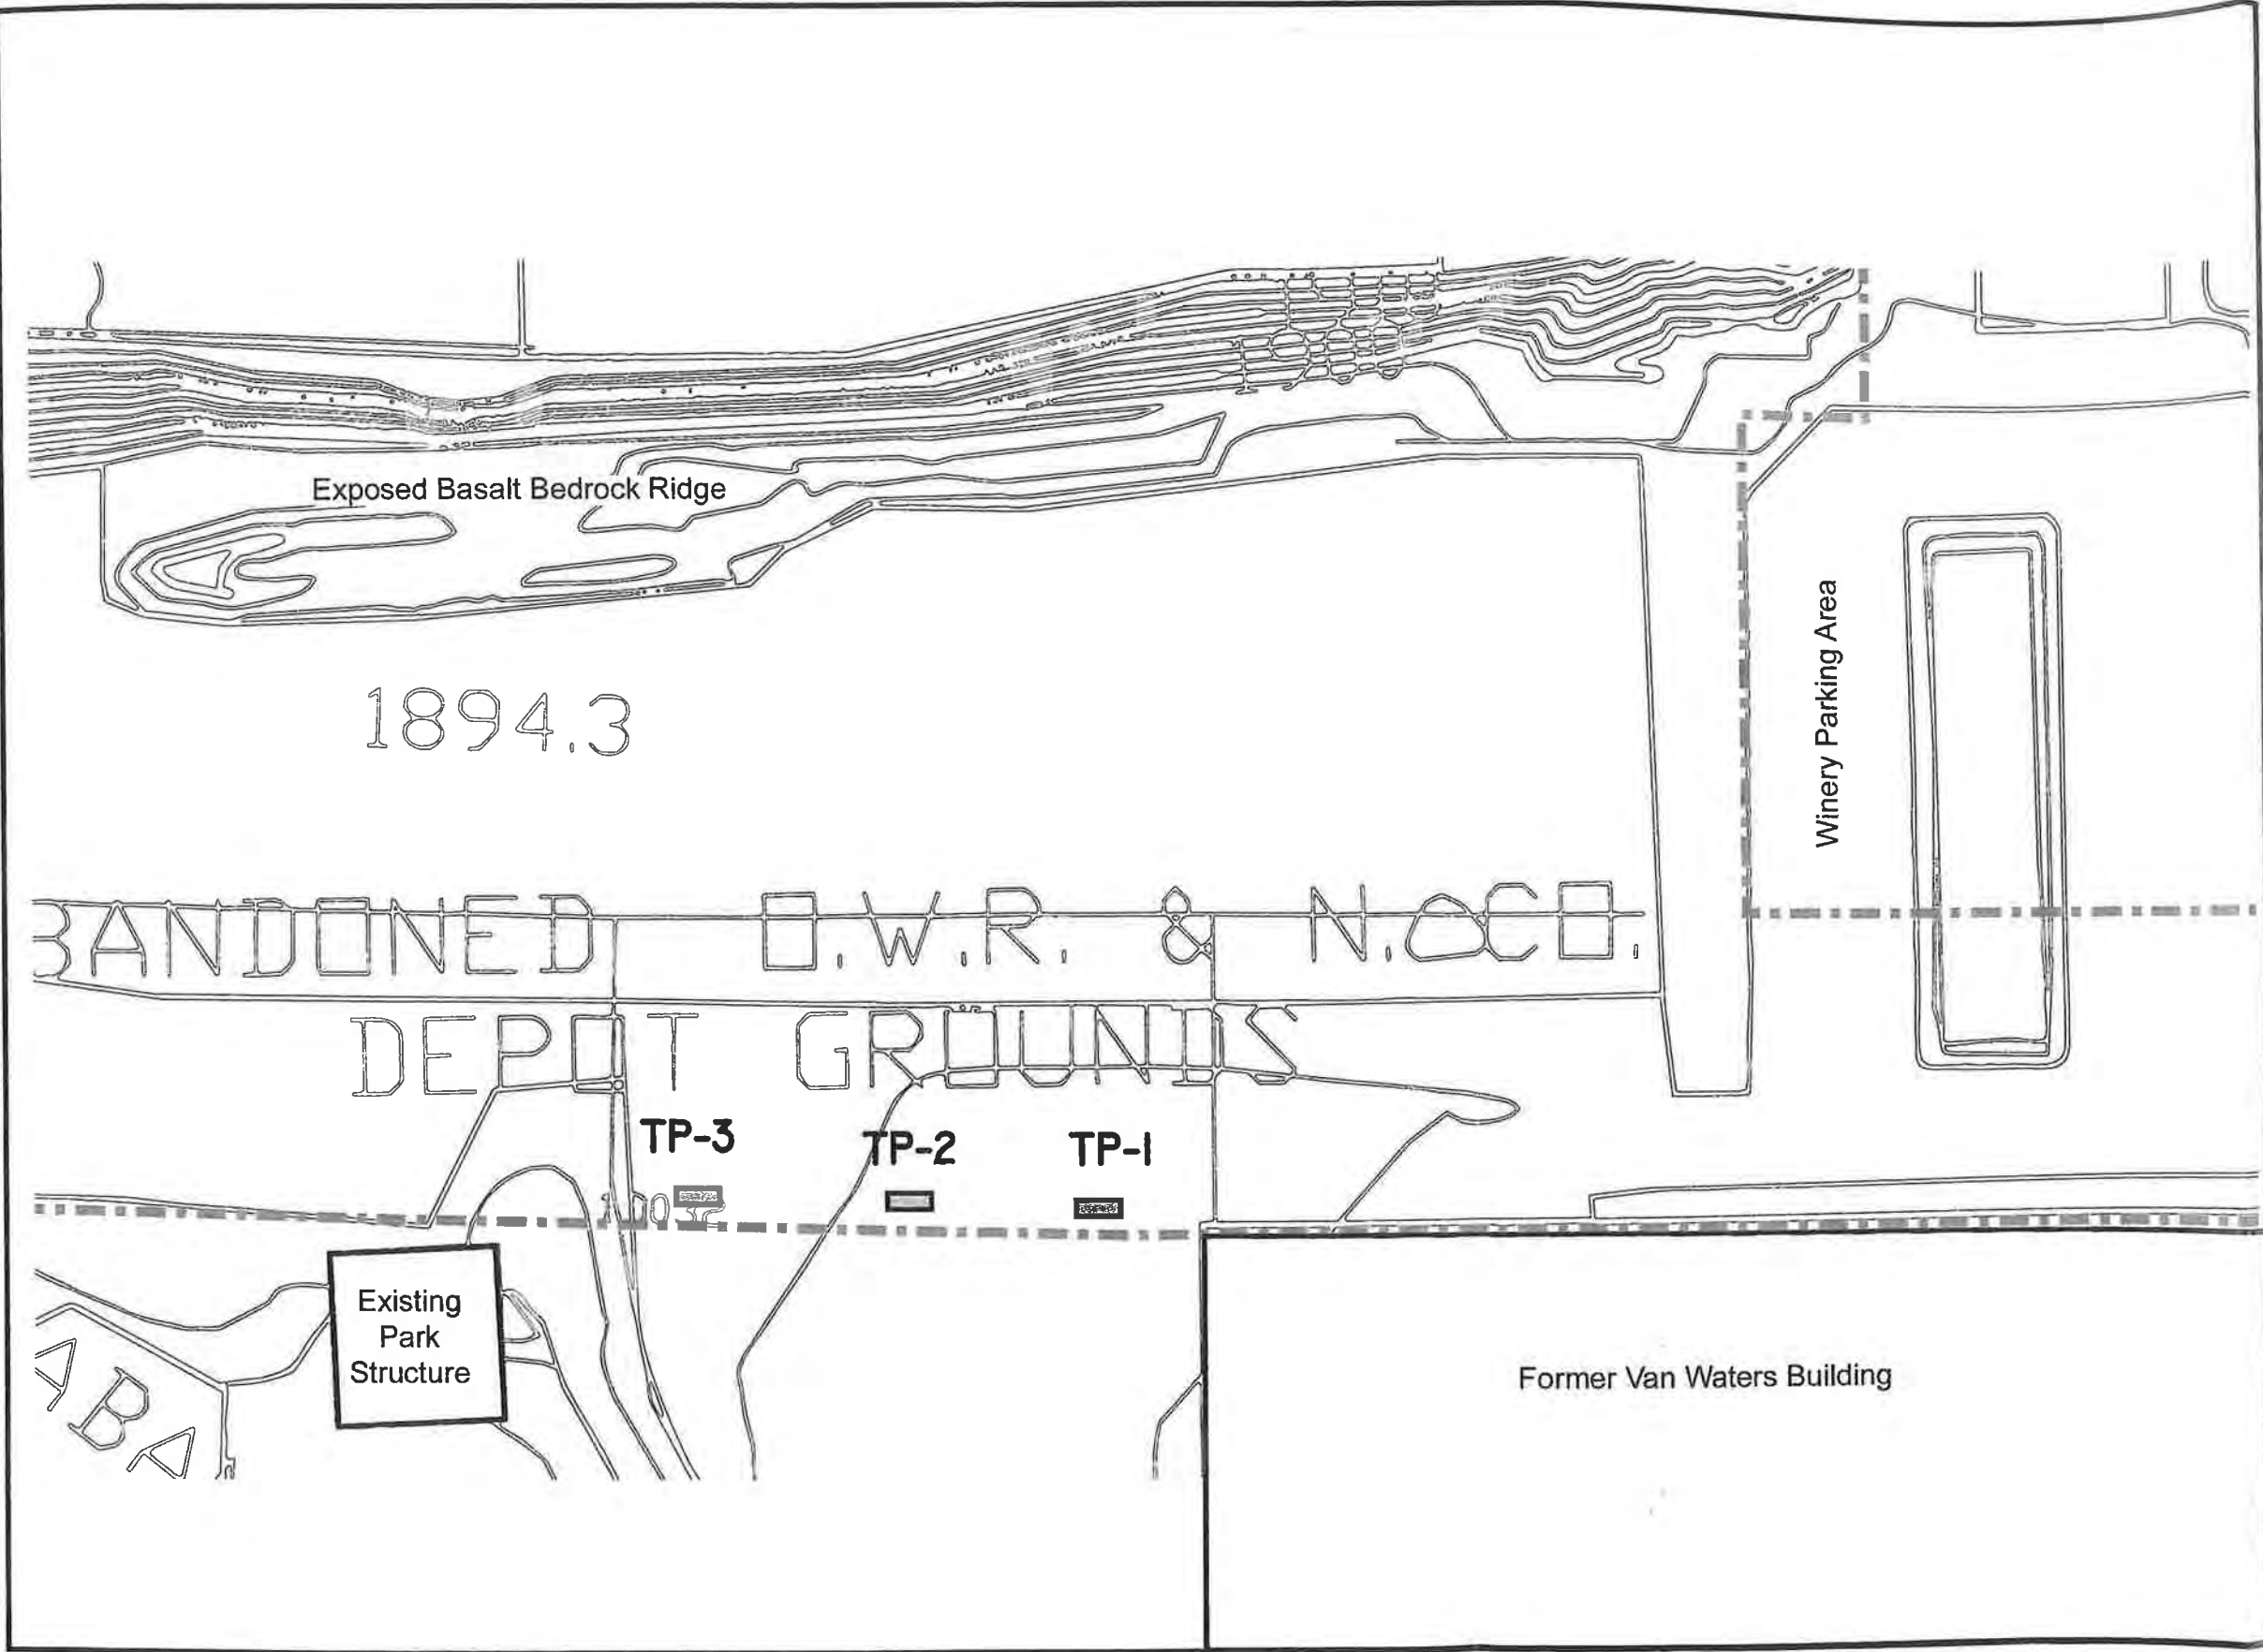 Exposed Basalt Bedrock Ridge
1894.3
Winery Parking Area
BANDONED O.W.R. & N. CO.
DEPOT GROUNDS
TP-3
TP-2
TP-1
Existing
Park
Structure
Former Van Waters Building
ABA